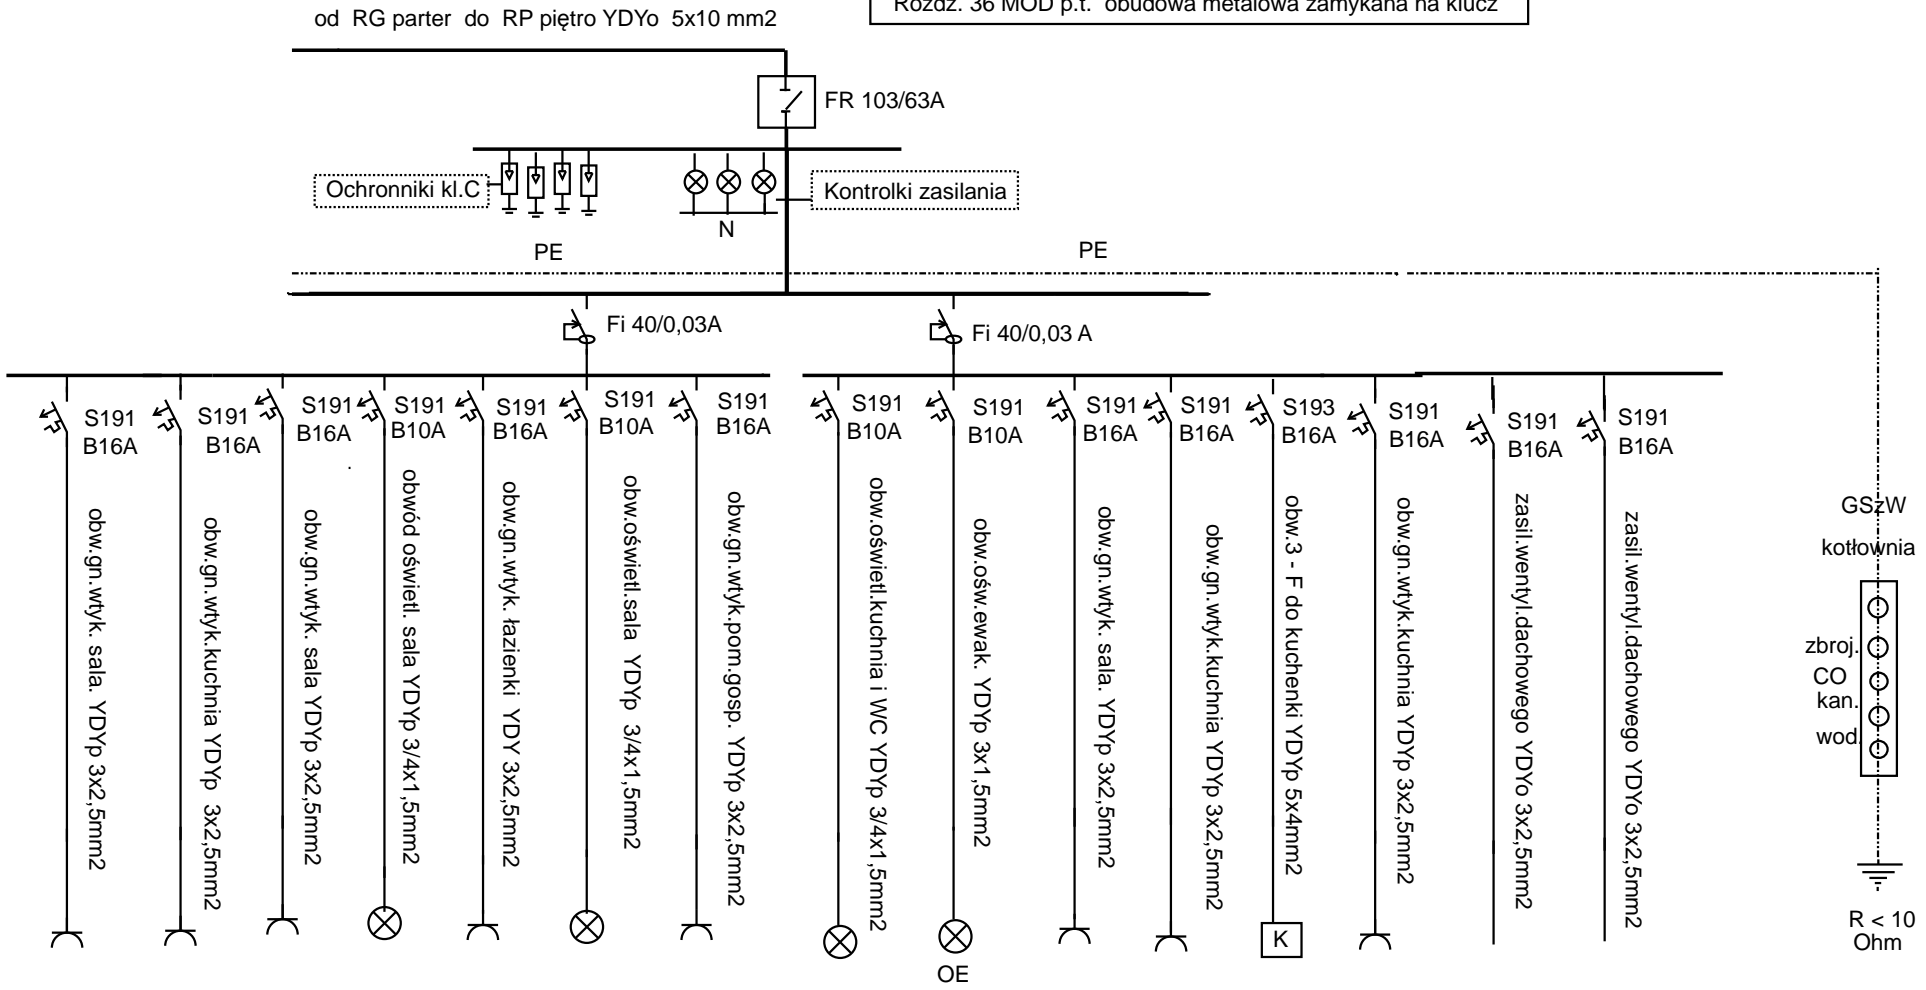 Rozdz. 36 MOD p.t. obudowa metalowa zamykana na klucz
od RG parter do RP piętro YDYo 5x10 mm2
FR 103/63A
Ochronniki kl.C
Kontrolki zasilania
N
PE
PE
Fi 40/0,03A
Fi 40/0,03 A
S191
B16A
S191
B16A
S191
B16A
S191
B10A
S191
B16A
S191
B10A
S191
B16A
S191
B10A
S191
B10A
S191
B16A
S191
B16A
S193
B16A
S191
B16A
S191
B16A
S191
B16A
obw.gn.wtyk. sala. YDYp 3x2,5mm2
obw.gn.wtyk.kuchnia YDYp 3x2,5mm2
obw.gn.wtyk. sala YDYp 3x2,5mm2
obwód oświetl. sala YDYp 3/4x1,5mm2
obw.gn.wtyk. łazienki YDY 3x2,5mm2
obw.oświetl.sala YDYp 3/4x1,5mm2
obw.gn.wtyk.pom.gosp. YDYp 3x2,5mm2
obw.oświetl.kuchnia i WC YDYp 3/4x1,5mm2
obw.ośw.ewak. YDYp 3x1,5mm2
obw.gn.wtyk. sala. YDYp 3x2,5mm2
obw.gn.wtyk.kuchnia YDYp 3x2,5mm2
obw.3 - F do kuchenki YDYp 5x4mm2
obw.gn.wtyk.kuchnia YDYp 3x2,5mm2
zasil.wentyl.dachowego YDYo 3x2,5mm2
zasil.wentyl.dachowego YDYo 3x2,5mm2
GSzW
kotłownia
zbroj.
CO
kan.
wod.
K
OE
R < 10
Ohm